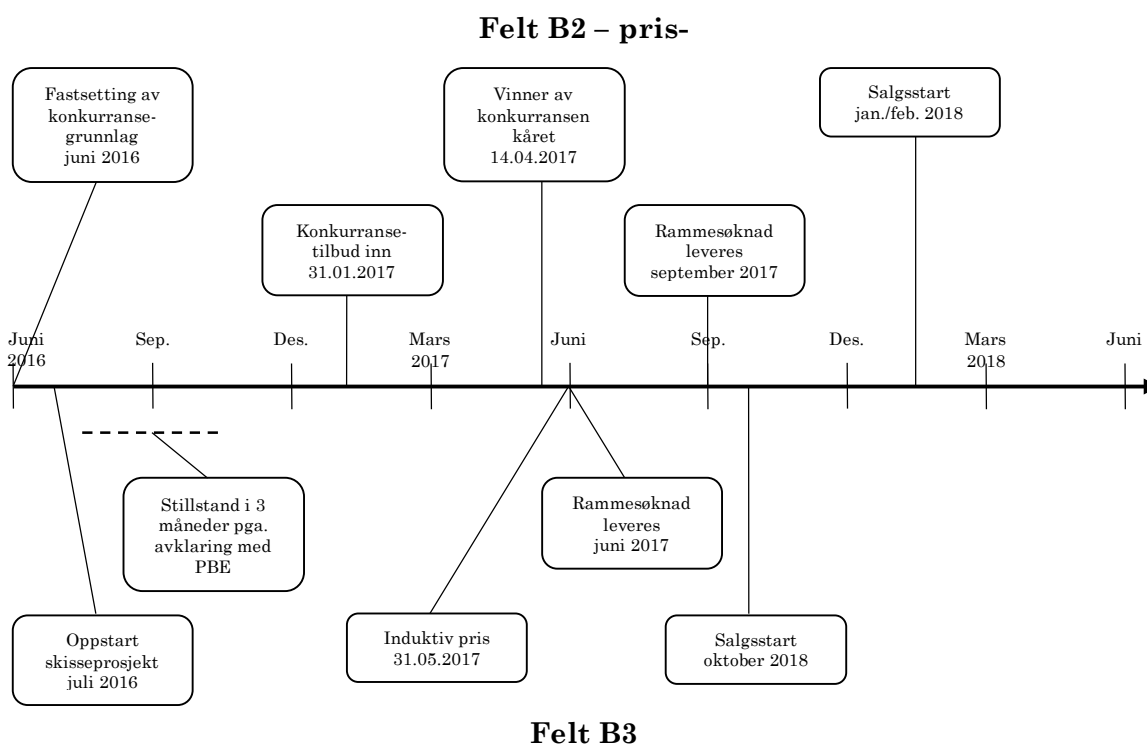 Felt B2 – pris-
Fastsetting av
konkurranse-
grunnlag
juni 2016
Vinner av
konkurransen
kåret
14.04.2017
Salgsstart
jan./feb. 2018
Konkurranse-
tilbud inn
31.01.2017
Rammesøknad
leveres
september 2017
Juni
2016
Sep.
Des.
Mars
2017
Juni
Sep.
Des.
Mars
2018
Juni
Stillstand i 3
måneder pga.
avklaring med
PBE
Rammesøknad
leveres
juni 2017
Oppstart
skisseprosjekt
juli 2016
Induktiv pris
31.05.2017
Salgsstart
oktober 2018
Felt B3